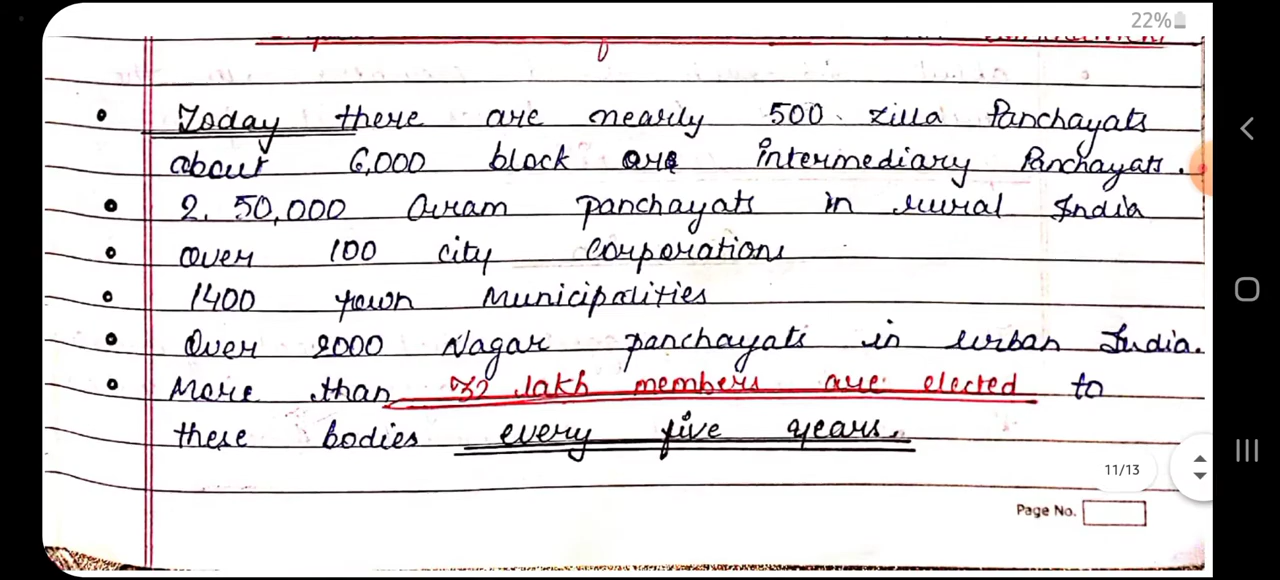 22%
Today there are nearly 500 zilla Panchayats
about 6,000 block are intermediary Panchayats.
2,50,000 Gram panchayats in rural India
Over 100 city corporations
1400 town Municipalities
Over 2000 Nagar panchayats in urban India.
More than 32 lakh members are elected to
these bodies every five years.
11/13
Page No.